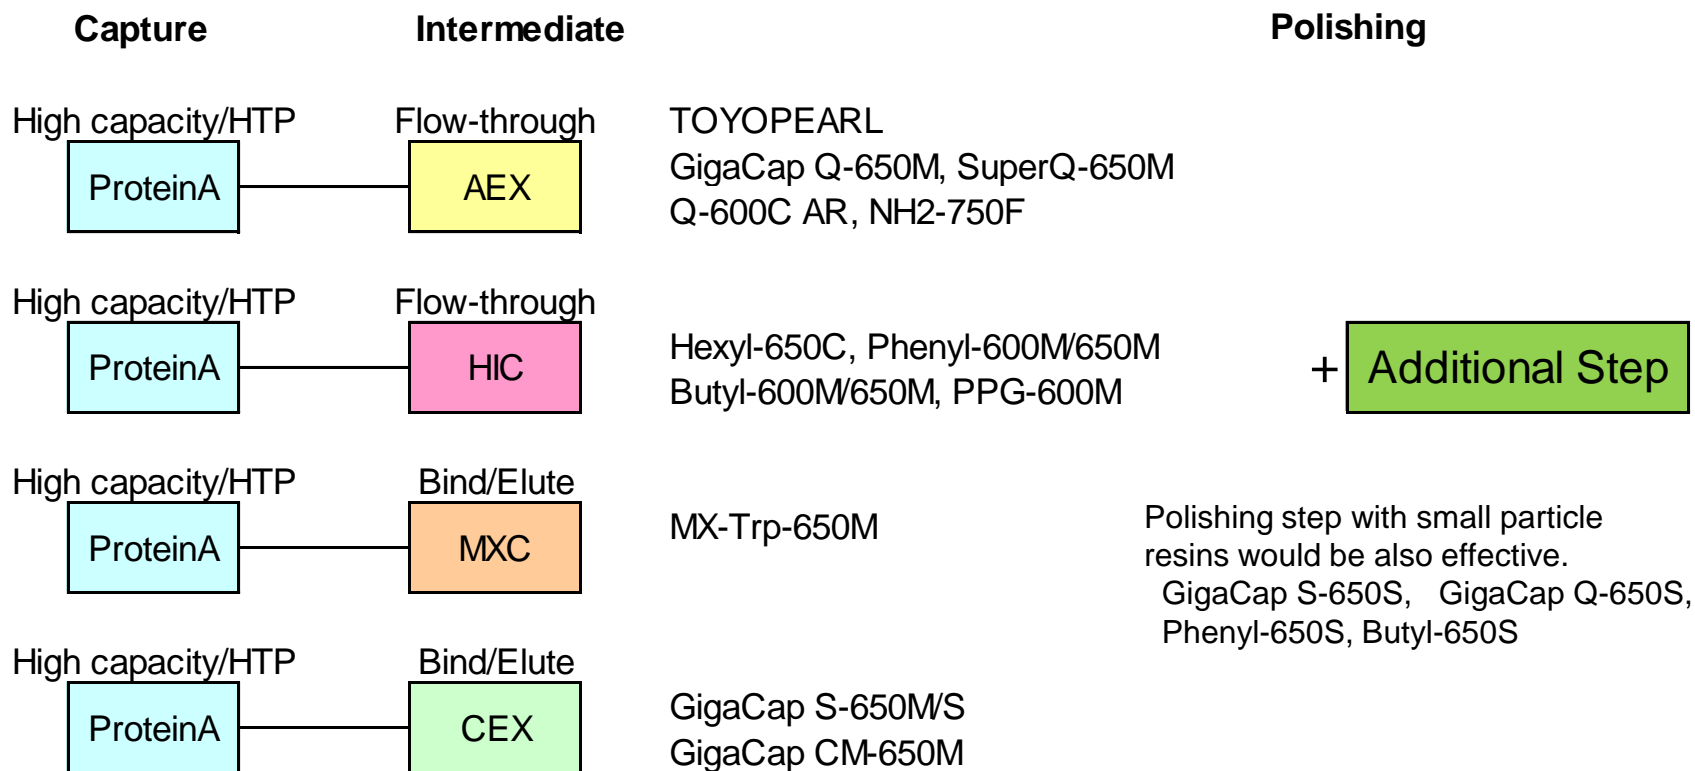 Capture Intermediate Polishing
High capacity/HTP Flow-through TOYOPEARL
ProteinA AEX GigaCap Q-650M, SuperQ-650M
Q-600C AR, NH2-750F
High capacity/HTP Flow-through
ProteinA HIC Hexyl-650C, Phenyl-600M/650M + Additional Step
Butyl-600M/650M, PPG-600M
High capacity/HTP Bind/Elute
ProteinA MXC MX-Trp-650M
Polishing step with small particle
resins would be also effective.
GigaCap S-650S, GigaCap Q-650S,
Phenyl-650S, Butyl-650S
High capacity/HTP Bind/Elute
ProteinA CEX GigaCap S-650M/S
GigaCap CM-650M